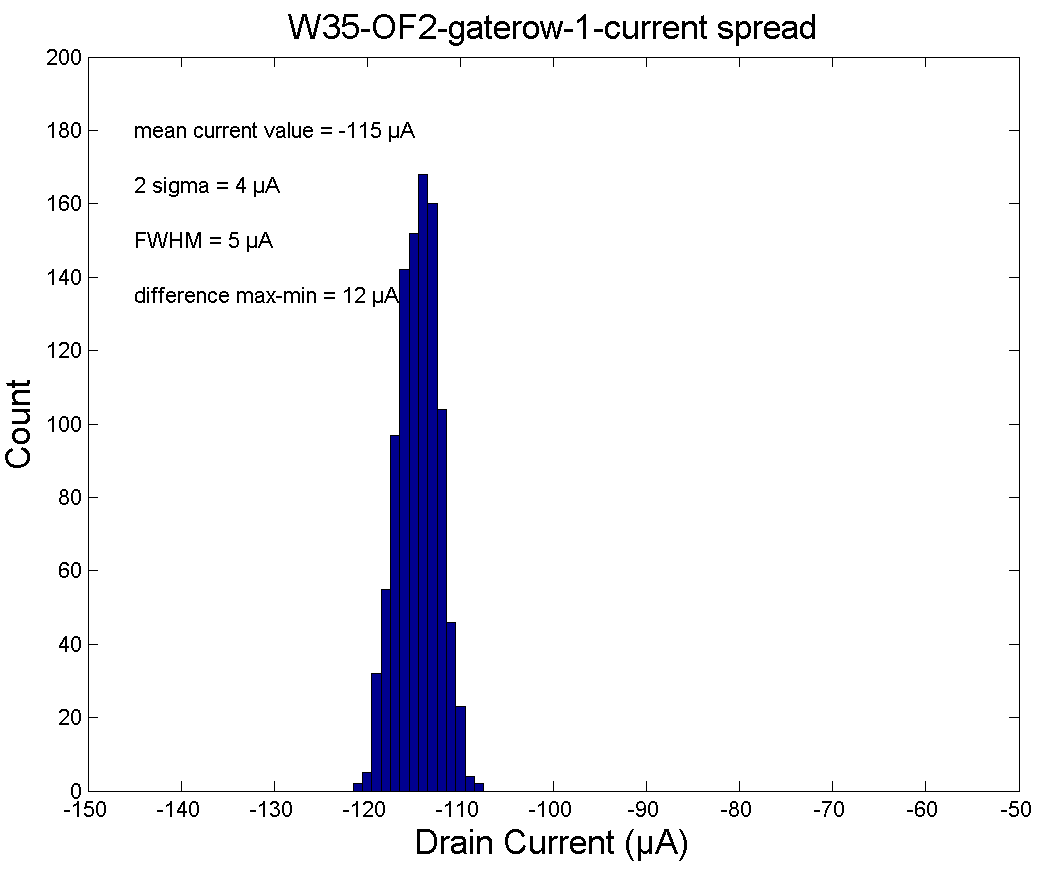 W35-OF2-gaterow-1-current spread
200
180
160
140
120
100
80
60
40
20
0
mean current value = -115 µA
2 sigma = 4 µA
FWHM = 5 µA
difference max-min = 12 µA
Count
-150 -140 -130 -120 -110 -100 -90 -80 -70 -60 -50
Drain Current (µA)